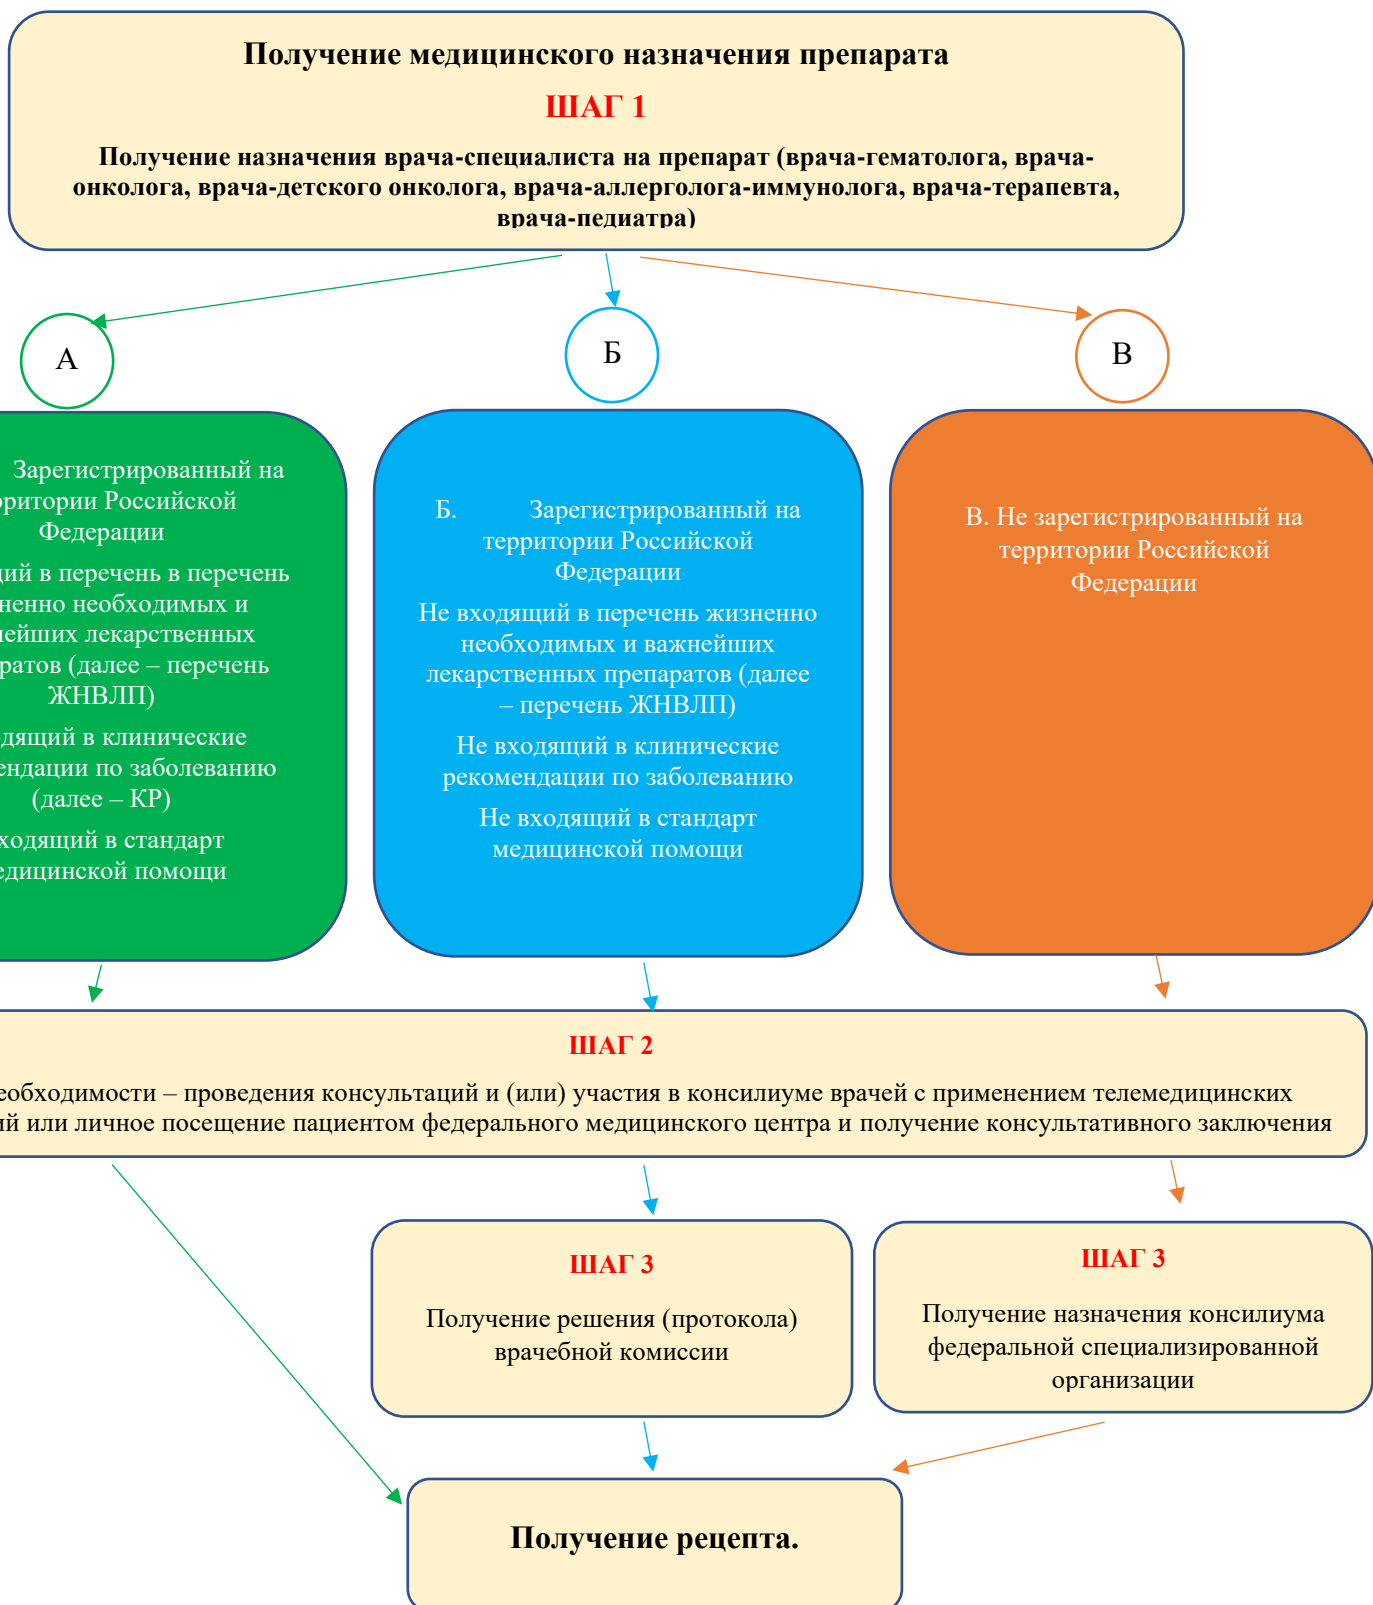 Получение медицинского назначения препарата
ШАГ 1
Получение назначения врача-специалиста на препарат (врача-гематолога, врача-
онколога, врача-детского онколога, врача-аллерголога-иммунолога, врача-терапевта,
врача-педиатра)
А
Б
В
Зарегистрированный на
ритории Российской
Федерации
ций в перечень в перечень
ненно необходимых и
нейших лекарственных
ратов (далее – перечень
ЖНВЛП)
дящий в клинические
ендации по заболеванию
(далее – КР)
ходящий в стандарт
едицинской помощи
Б. Зарегистрированный на
территории Российской
Федерации
Не входящий в перечень жизненно
необходимых и важнейших
лекарственных препаратов (далее
– перечень ЖНВЛП)
Не входящий в клинические
рекомендации по заболеванию
Не входящий в стандарт
медицинской помощи
В. Не зарегистрированный на
территории Российской
Федерации
ШАГ 2
еобходимости – проведения консультаций и (или) участия в консилиуме врачей с применением телемедицинских
ий или личное посещение пациентом федерального медицинского центра и получение консультативного заключения
ШАГ 3
Получение решения (протокола)
врачебной комиссии
ШАГ 3
Получение назначения консилиума
федеральной специализированной
организации
Получение рецепта.